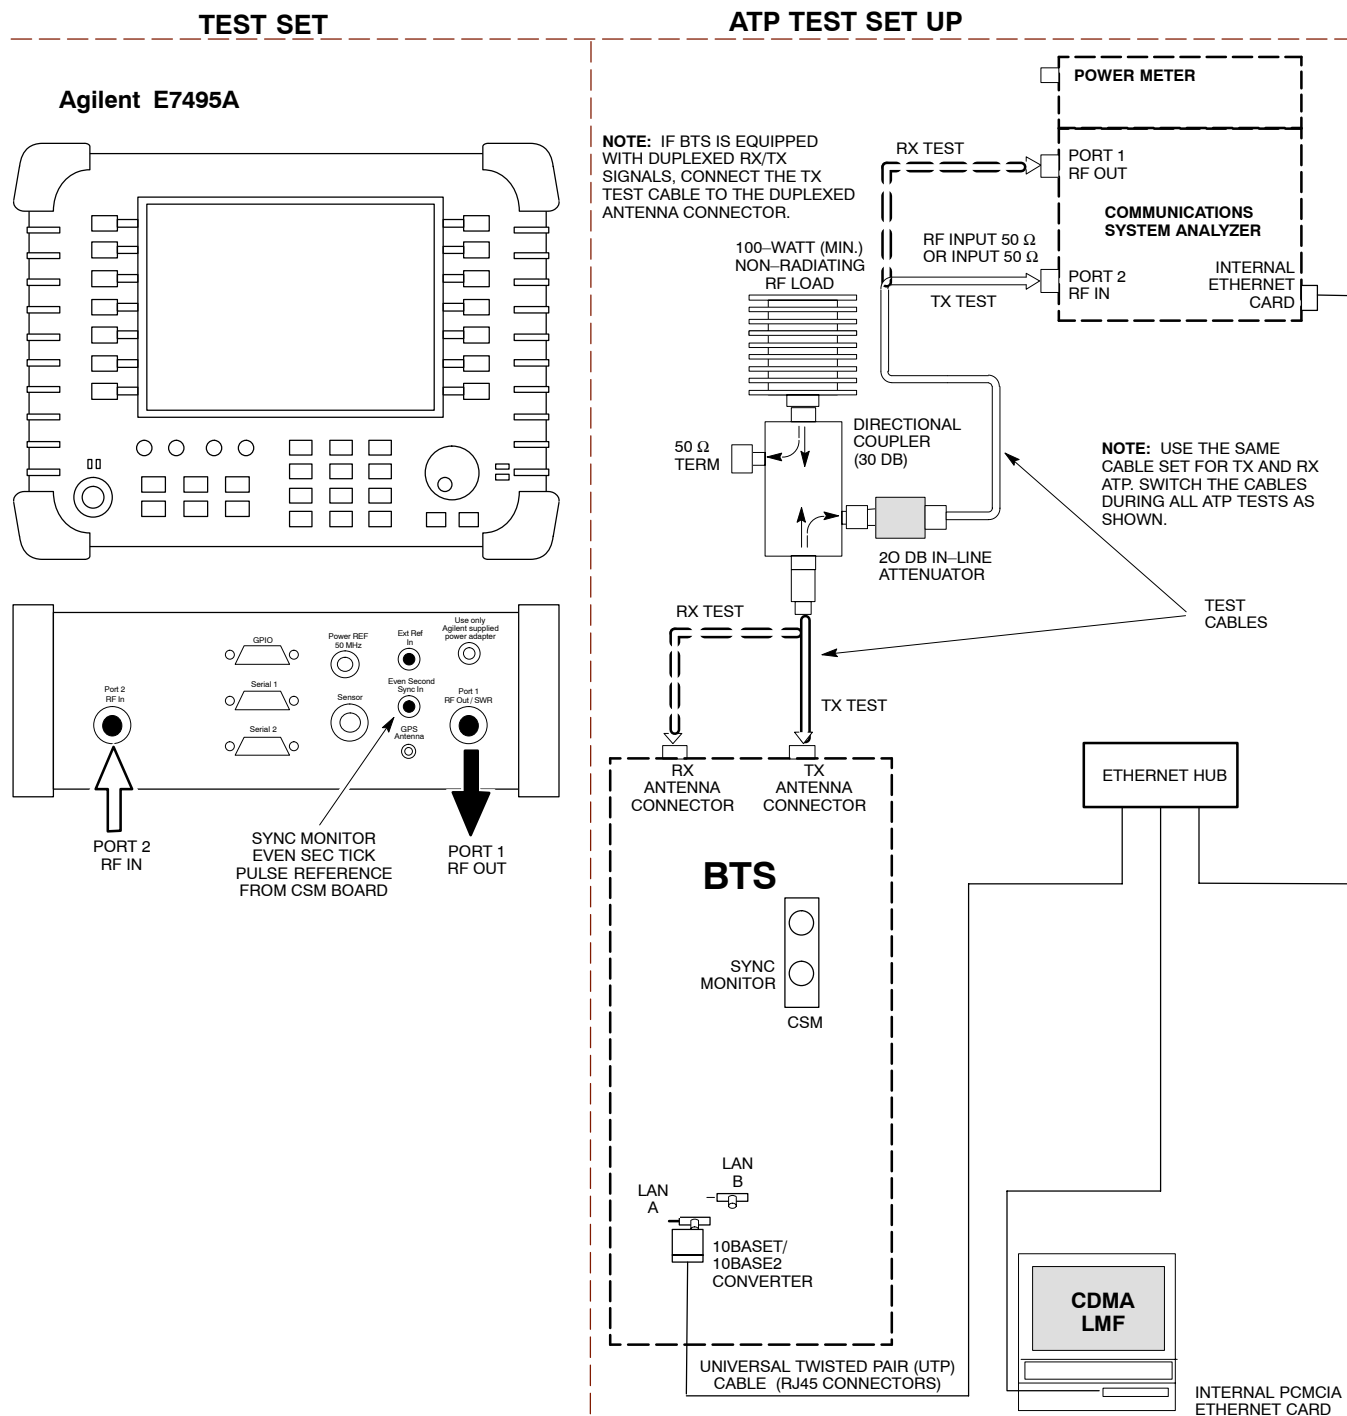 TEST SET
ATP TEST SET UP
Agilent E7495A
GPIO
Serial 1
Serial 2
Power REF
50 MHz
Sensor
Ext Ref
In
Even Second
Sync In
GPS
Antenna
Use only
Agilent supplied
power adapter
Port 1
RF Out / SWR
Port 2
RF In
PORT 2
RF IN
SYNC MONITOR
EVEN SEC TICK
PULSE REFERENCE
FROM CSM BOARD
PORT 1
RF OUT
NOTE: IF BTS IS EQUIPPED
WITH DUPLEXED RX/TX
SIGNALS, CONNECT THE TX
TEST CABLE TO THE DUPLEXED
ANTENNA CONNECTOR.
POWER METER
RX TEST
PORT 1
RF OUT
COMMUNICATIONS
SYSTEM ANALYZER
RF INPUT 50 Ω
OR INPUT 50 Ω
TX TEST
PORT 2
RF IN
INTERNAL
ETHERNET
CARD
100–WATT (MIN.)
NON–RADIATING
RF LOAD
50 Ω
TERM
DIRECTIONAL
COUPLER
(30 DB)
2O DB IN–LINE
ATTENUATOR
NOTE: USE THE SAME
CABLE SET FOR TX AND RX
ATP. SWITCH THE CABLES
DURING ALL ATP TESTS AS
SHOWN.
TEST
CABLES
RX TEST
TX TEST
RX
ANTENNA
CONNECTOR
TX
ANTENNA
CONNECTOR
ETHERNET HUB
BTS
SYNC
MONITOR
CSM
LAN
B
LAN
A
10BASET/
10BASE2
CONVERTER
UNIVERSAL TWISTED PAIR (UTP)
CABLE (RJ45 CONNECTORS)
CDMA
LMF
INTERNAL PCMCIA
ETHERNET CARD